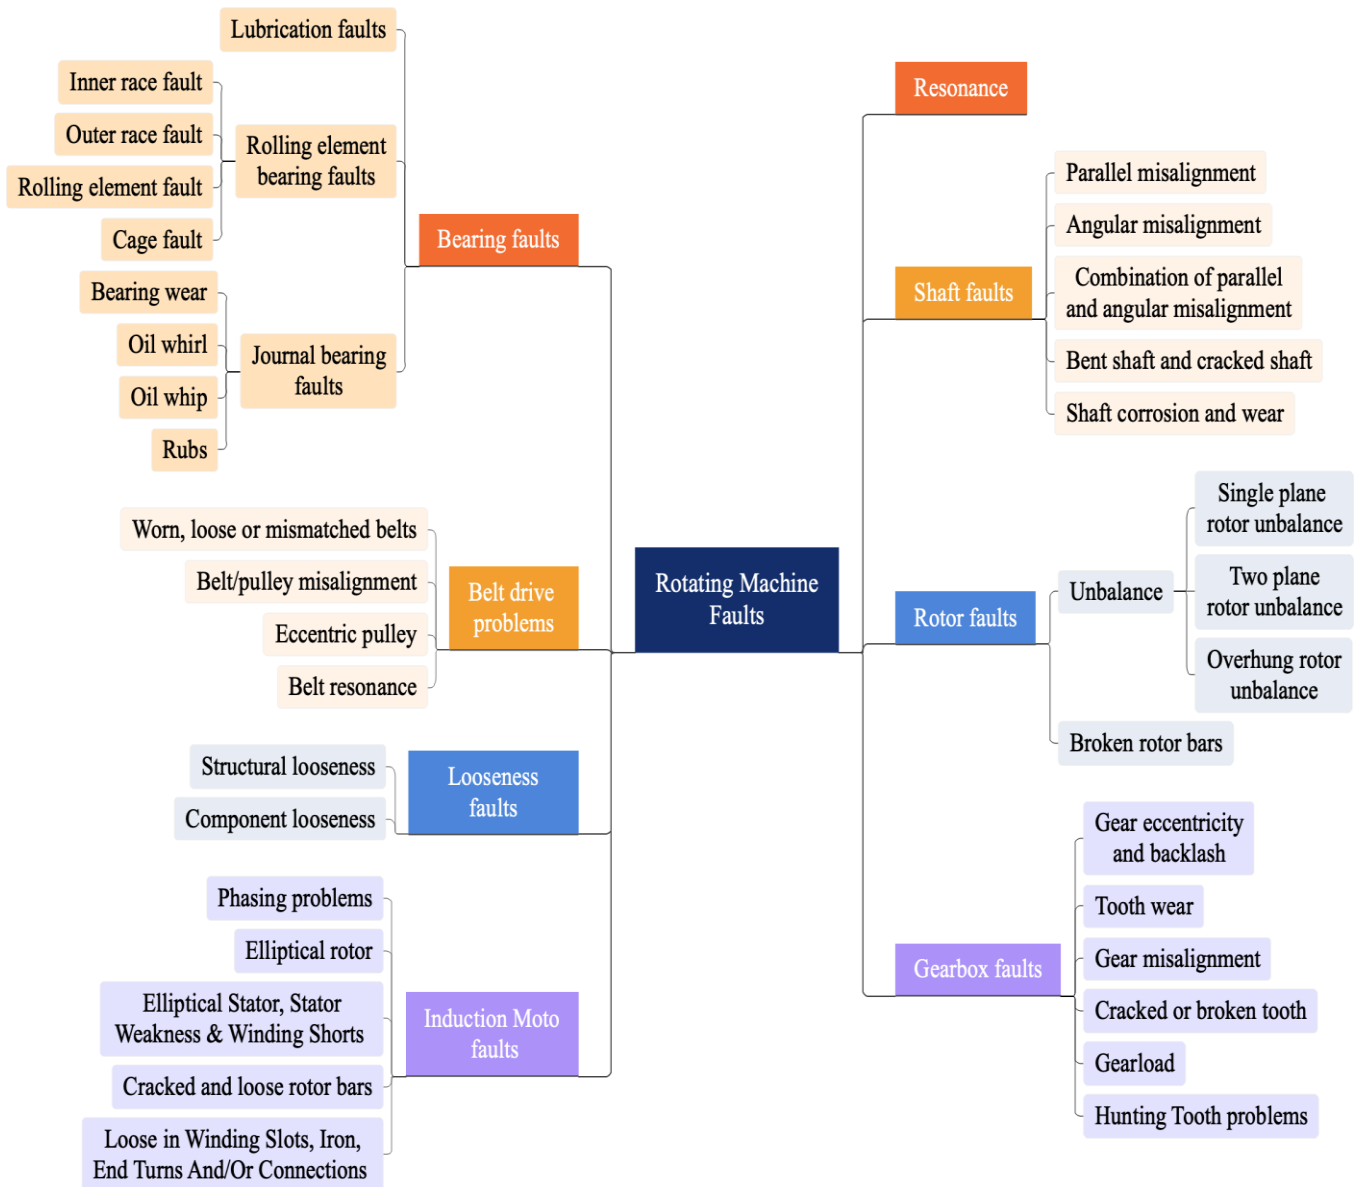 Lubrication faults
Inner race fault
Outer race fault
Rolling element fault
Cage fault
Rolling element
bearing faults
Bearing wear
Oil whirl
Oil whip
Rubs
Journal bearing
faults
Bearing faults
Worn, loose or mismatched belts
Belt/pulley misalignment
Eccentric pulley
Belt resonance
Belt drive
problems
Structural looseness
Component looseness
Looseness
faults
Phasing problems
Elliptical rotor
Elliptical Stator, Stator
Weakness & Winding Shorts
Cracked and loose rotor bars
Loose in Winding Slots, Iron,
End Turns And/Or Connections
Induction Moto
faults
Rotating Machine
Faults
Resonance
Shaft faults
Parallel misalignment
Angular misalignment
Combination of parallel
and angular misalignment
Bent shaft and cracked shaft
Shaft corrosion and wear
Rotor faults
Unbalance
Single plane
rotor unbalance
Two plane
rotor unbalance
Overhung rotor
unbalance
Broken rotor bars
Gearbox faults
Gear eccentricity
and backlash
Tooth wear
Gear misalignment
Cracked or broken tooth
Gearload
Hunting Tooth problems